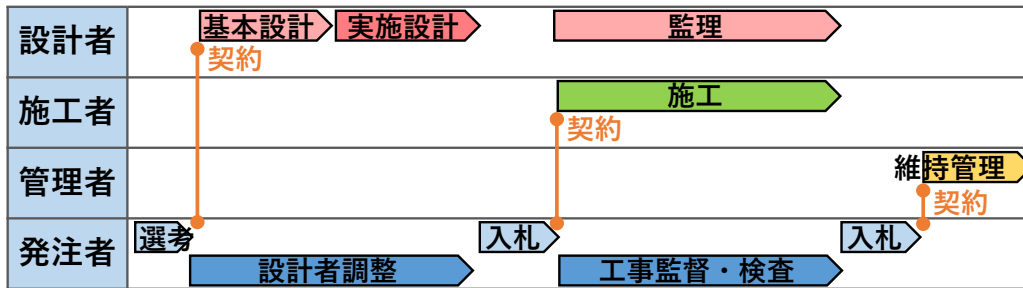 設計者
基本設計
実施設計
監理
契約
施工者
施工
契約
管理者
維持管理
契約
発注者
選考
入札
入札
設計者調整
工事監督・検査